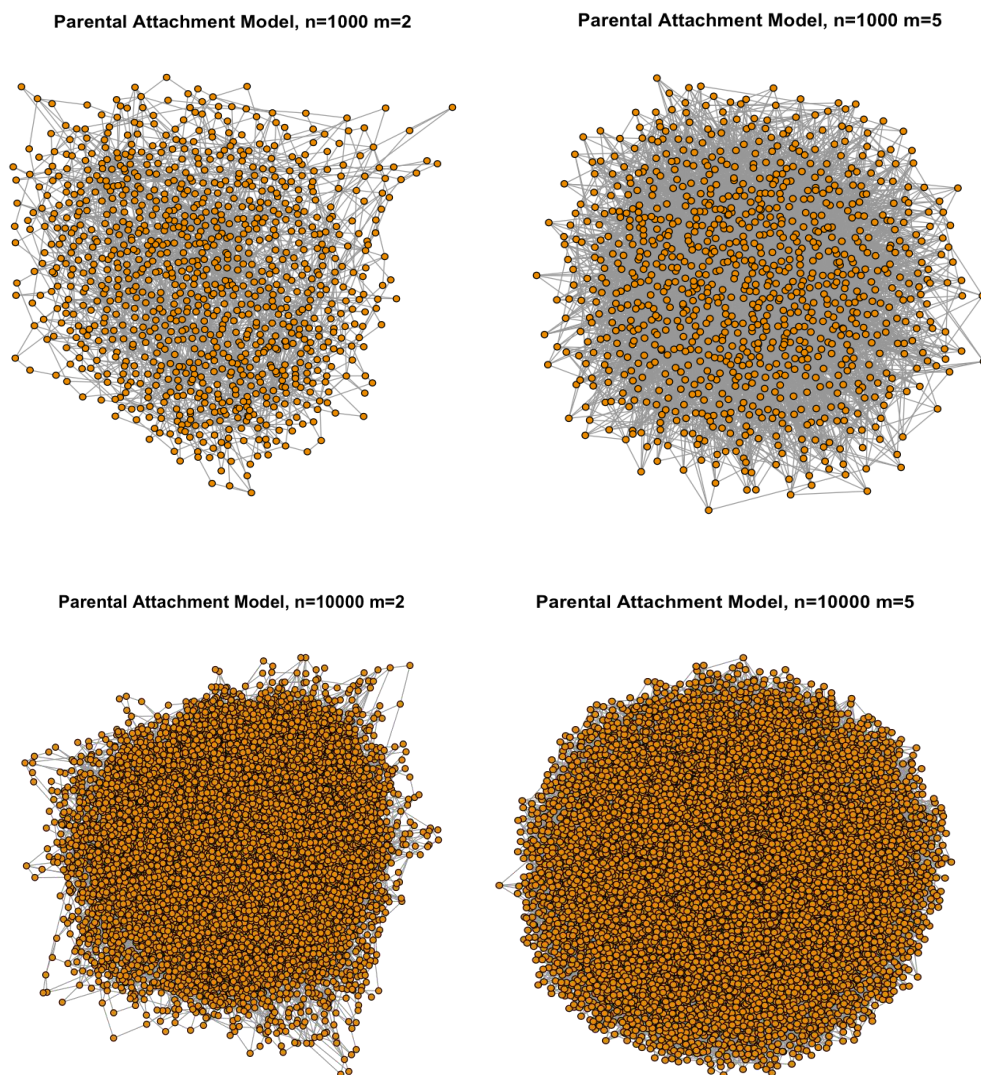 Parental Attachment Model, n=1000 m=2
Parental Attachment Model, n=1000 m=5
Parental Attachment Model, n=10000 m=2
Parental Attachment Model, n=10000 m=5